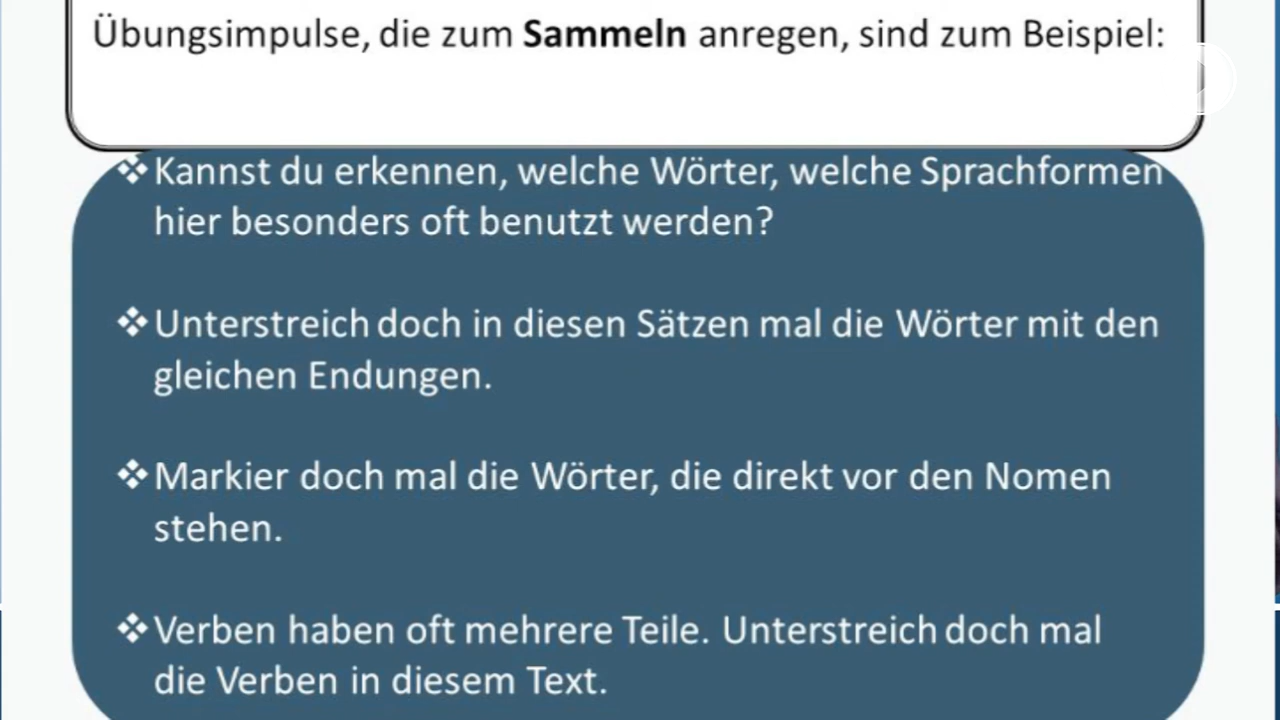 Übungsimpulse, die zum Sammeln anregen, sind zum Beispiel:
❖ Kannst du erkennen, welche Wörter, welche Sprachformen
hier besonders oft benutzt werden?
❖ Unterstreich doch in diesen Sätzen mal die Wörter mit den
gleichen Endungen.
❖ Markier doch mal die Wörter, die direkt vor den Nomen
stehen.
❖ Verben haben oft mehrere Teile. Unterstreich doch mal
die Verben in diesem Text.